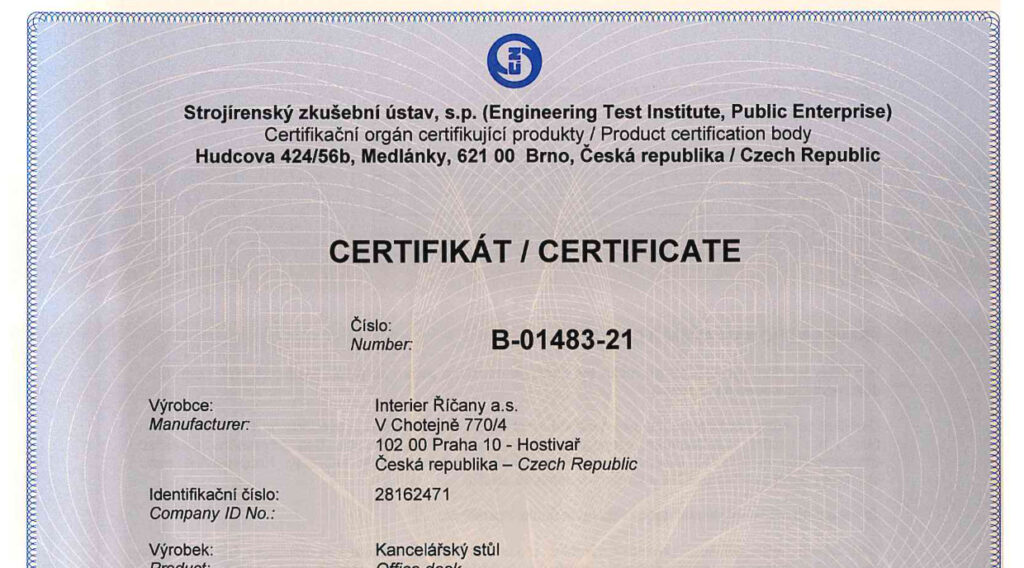 Strojírenský zkušební ústav, s.p. (Engineering Test Institute, Public Enterprise)
Certifikační orgán certifikující produkty / Product certification body
Hudcova 424/56b, Medlánky, 621 00 Brno, Česká republika / Czech Republic
CERTIFIKÁT / CERTIFICATE
Číslo:
Number:
B-01483-21
Výrobce:
Manufacturer:
Interier Říčany a.s.
V Chotejně 770/4
102 00 Praha 10 - Hostivař
Česká republika – Czech Republic
Identifikační číslo:
Company ID No.:
28162471
Výrobek:
Product:
Kancelářský stůl
Office desk